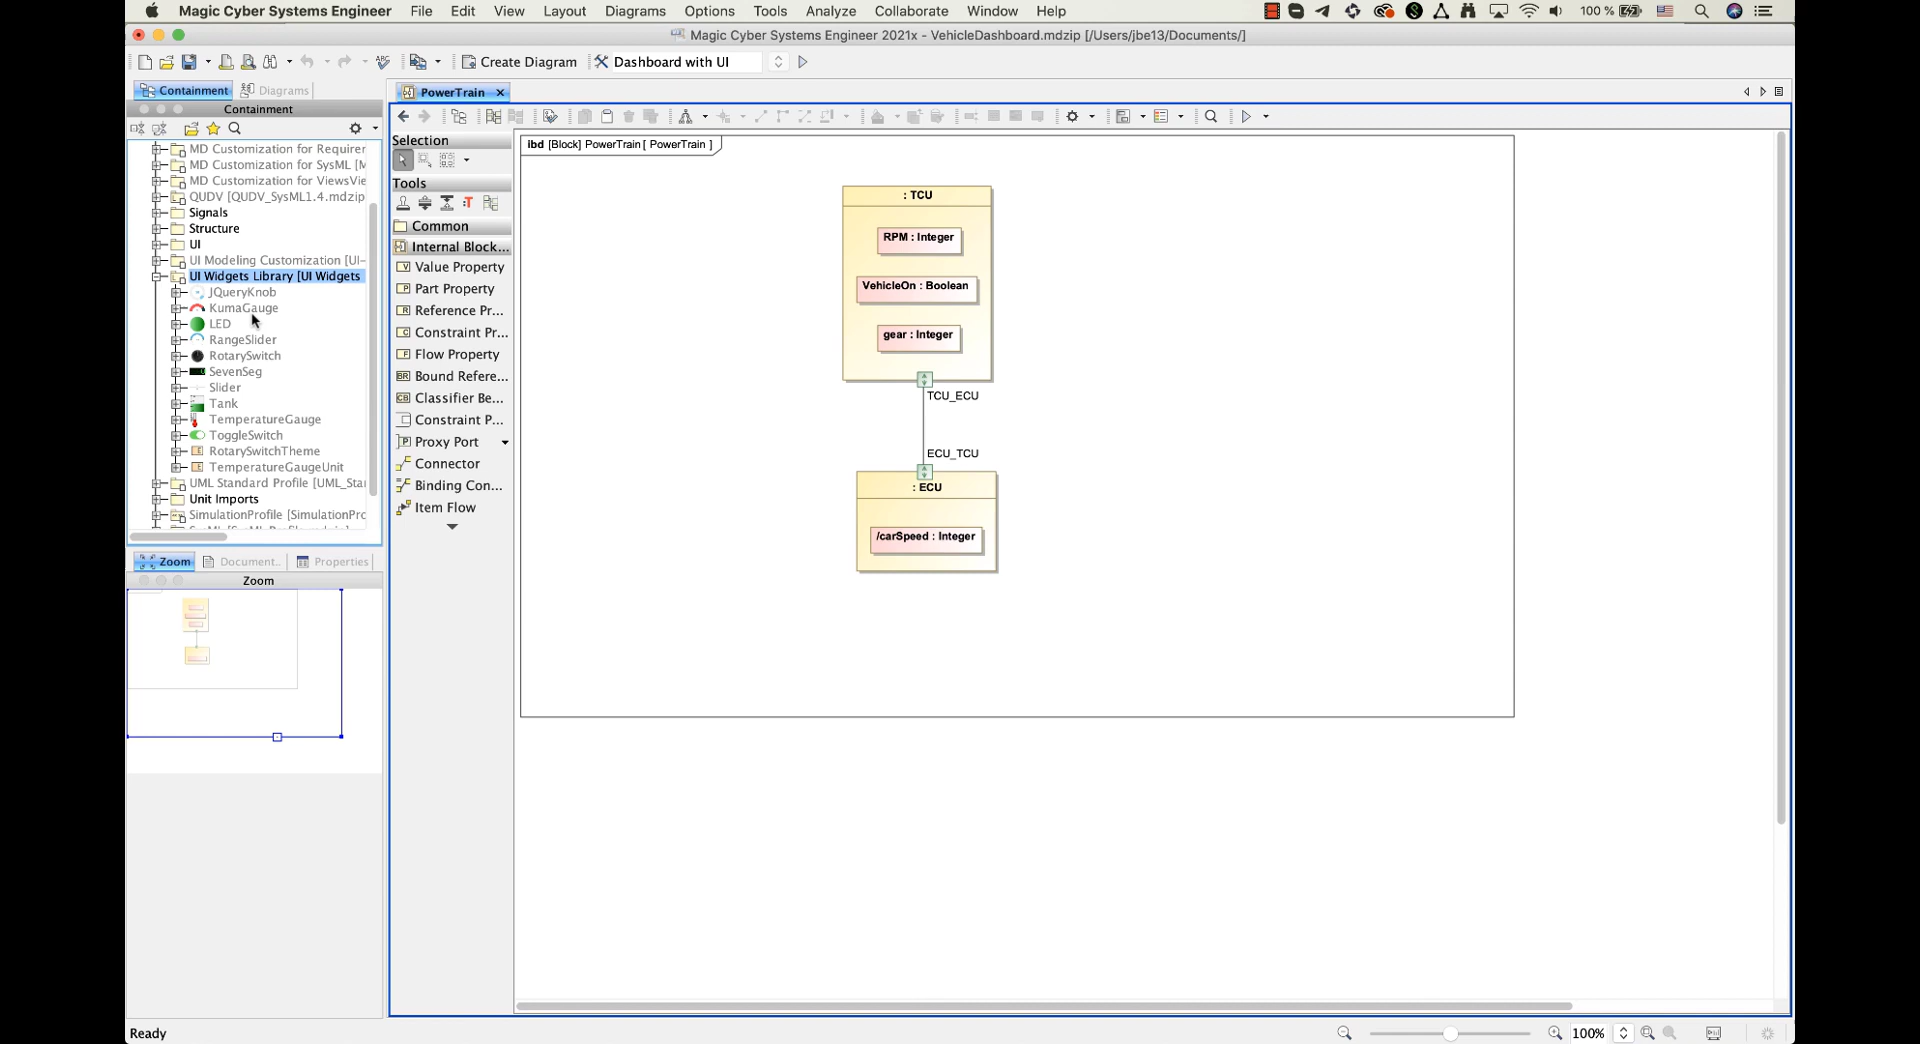 Magic Cyber Systems Engineer File Edit View Layout Diagrams Options Tools Analyze Collaborate Window Help 100 %
Magic Cyber Systems Engineer 2021x - VehicleDashboard.mdzip [/Users/jbe13/Documents/]
Create Diagram Dashboard with UI
Containment Diagrams
PowerTrain
Containment
MD Customization for Requirer
MD Customization for SysML [M
MD Customization for ViewsVie
QUDV [QUDV_SysML1.4.mdzip
Signals
Structure
UI
UI Modeling Customization [UI-
UI Widgets Library [UI Widgets
JQueryKnob
KumaGauge
LED
RangeSlider
RotarySwitch
SevenSeg
Slider
Tank
TemperatureGauge
ToggleSwitch
RotarySwitchTheme
TemperatureGaugeUnit
UML Standard Profile [UML_Sta
Unit Imports
SimulationProfile [SimulationPro
Zoom Document.. Properties
Zoom
Selection
Tools
Common
Internal Block...
Value Property
Part Property
Reference Pr...
Constraint Pr...
Flow Property
Bound Refere...
Classifier Be...
Constraint P...
Proxy Port
Connector
Binding Con...
Item Flow
ibd [Block] PowerTrain [ PowerTrain ]
: TCU
RPM : Integer
VehicleOn : Boolean
gear : Integer
TCU_ECU
ECU_TCU
: ECU
/carSpeed : Integer
Ready
100%